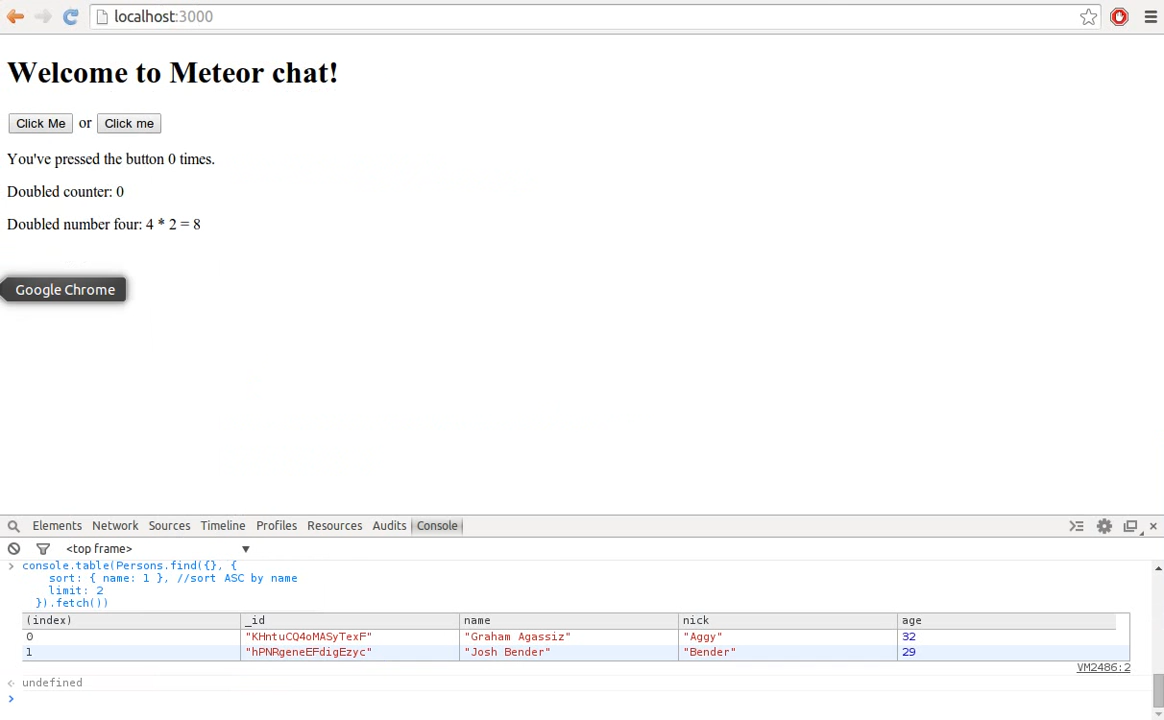 localhost:3000
Welcome to Meteor chat!
Click Me or Click me
You've pressed the button 0 times.
Doubled counter: 0
Doubled number four: 4 * 2 = 8
Google Chrome
Elements Network Sources Timeline Profiles Resources Audits Console
<top frame>
console.table(Persons.find({}, {
sort: { name: 1 }, //sort ASC by name
limit: 2
}).fetch())
(index) _id name nick age
0 "KHntuCQ4oMASyTexF" "Graham Agassiz" "Aggy" 32
1 "hPNRgeneEFdigEzyc" "Josh Bender" "Bender" 29
VM2486:2
undefined